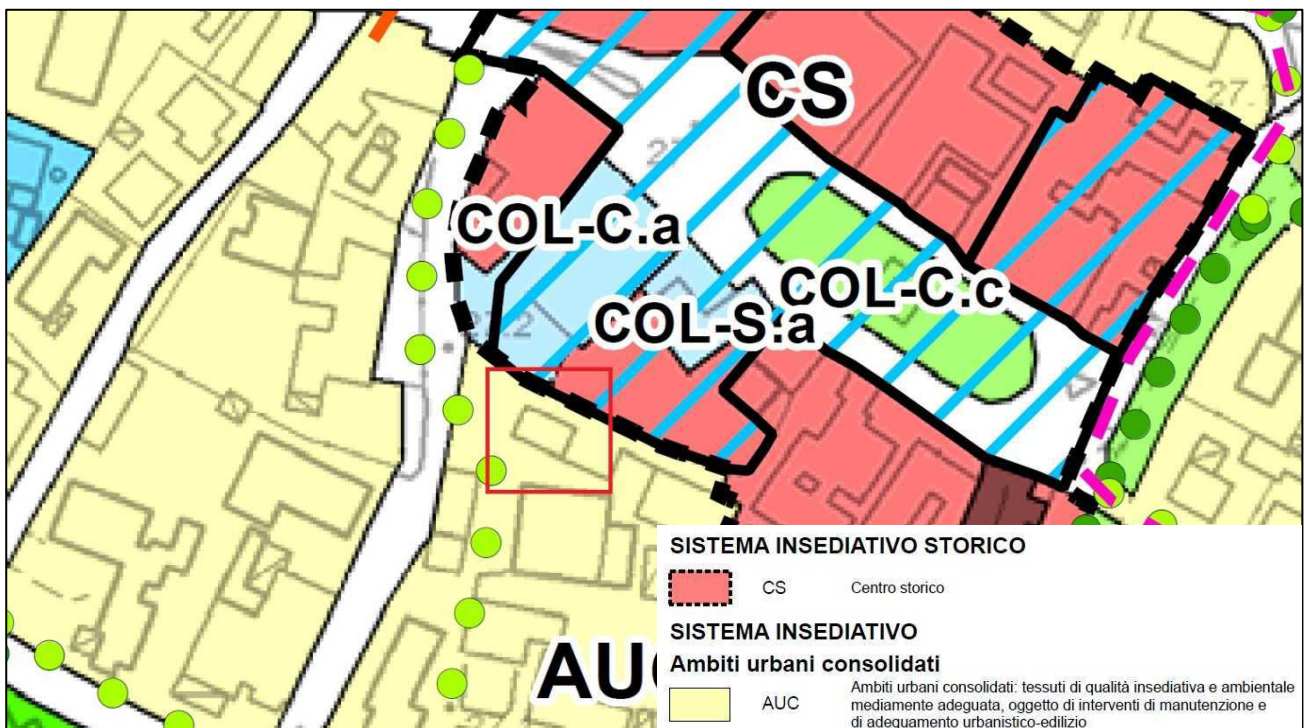 CS
27.
COL-C.a
COL-C.c
COL-S.a
AUC
SISTEMA INSEDIATIVO STORICO
CS Centro storico
SISTEMA INSEDIATIVO
Ambiti urbani consolidati
AUC Ambiti urbani consolidati: tessuti di qualità insediativa e ambientale
mediamente adeguata, oggetto di interventi di manutenzione e
di adeguamento urbanistico-edilizio